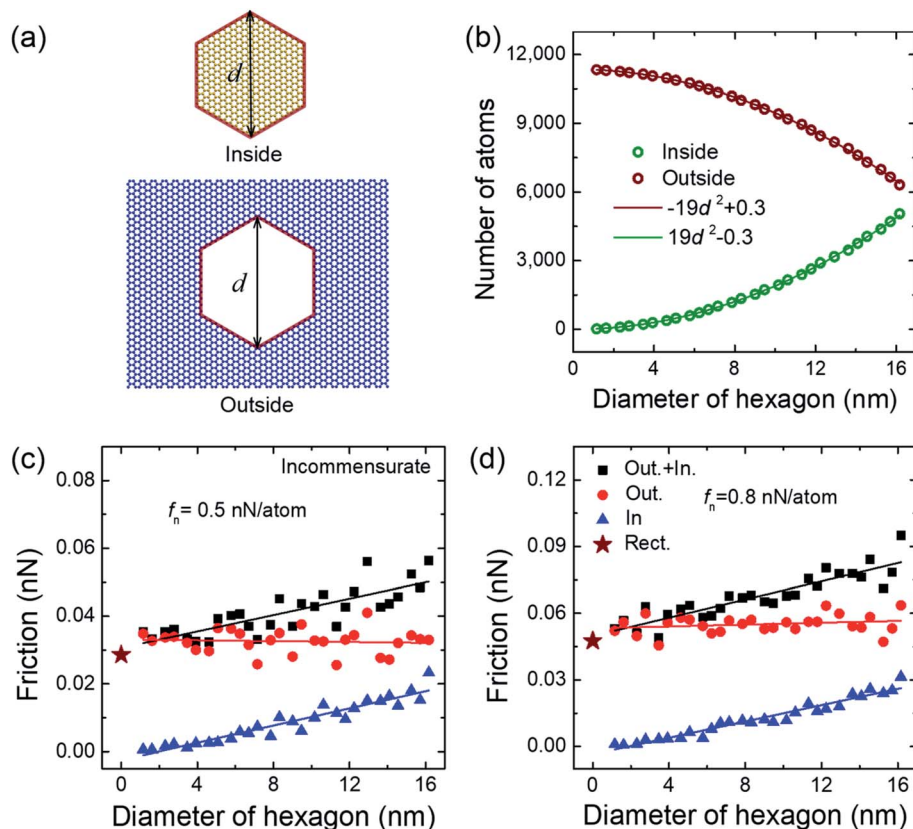 (a)
d
Inside
d
Outside
(b)
12,000
9,000
6,000
3,000
0
Number of atoms
Inside
Outside
-19d ²+0.3
19d ²-0.3
0 4 8 12 16
Diameter of hexagon (nm)
(c)
Incommensurate
fn= 0.5 nN/atom
0.08
0.06
0.04
0.02
0.00
Friction (nN)
0 4 8 12 16
Diameter of hexagon (nm)
(d)
Out.+In.
Out.
In
Rect.
fn=0.8 nN/atom
0.12
0.09
0.06
0.03
0.00
Friction (nN)
0 4 8 12 16
Diameter of hexagon (nm)